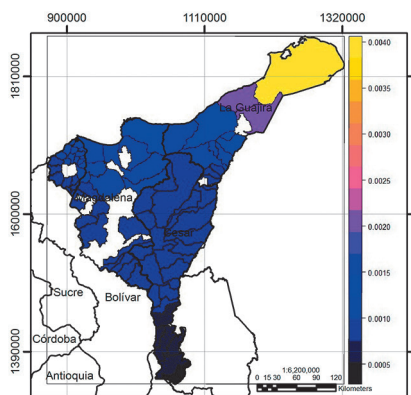 900000 1110000 1320000
1810000
1600000
1390000
La Guajira
Magdalena
Cesar
Sucre
Bolívar
Córdoba
Antioquia
0.0040
0.0035
0.0030
0.0025
0.0020
0.0015
0.0010
0.0005
1:6,200,000
0 15 30 60 90 120
Kilometers